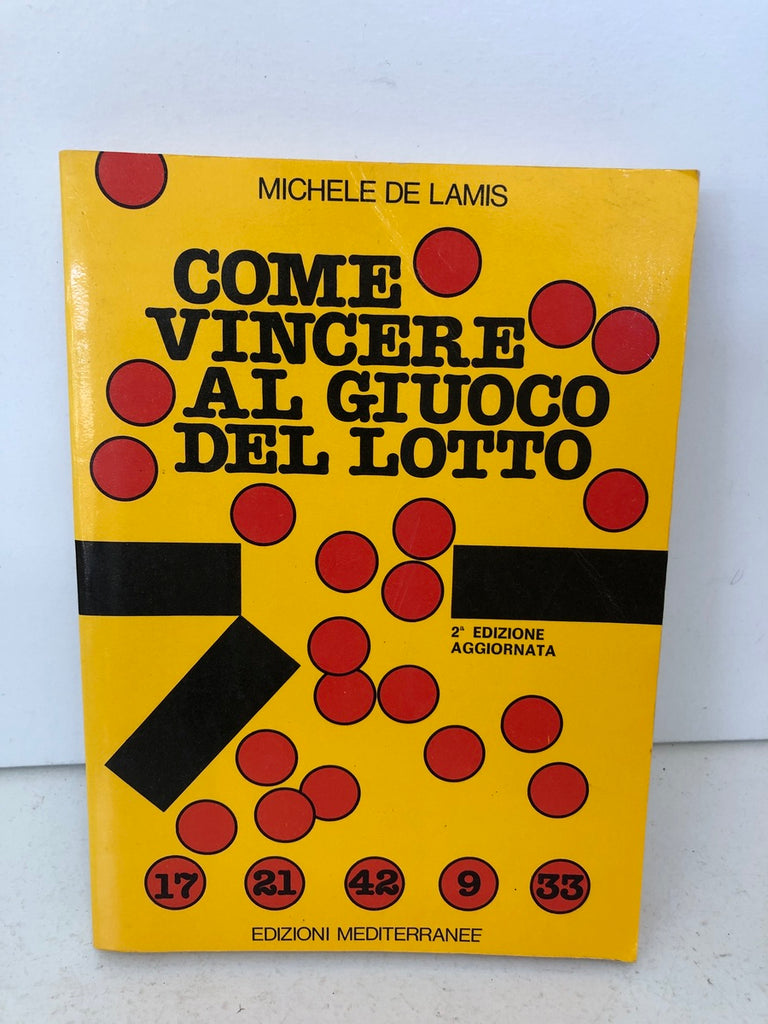 MICHELE DE LAMIS
COME
VINCERE
AL GIUOCO
DEL LOTTO
2ª EDIZIONE
AGGIORNATA
17 21 42 9 33
EDIZIONI MEDITERRANEE